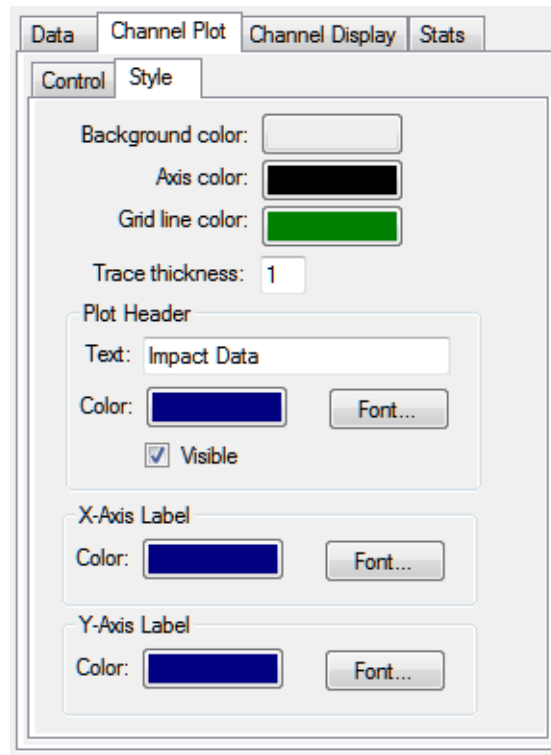 Data Channel Plot Channel Display Stats
Control Style
Background color:
Axis color:
Grid line color:
Trace thickness: 1
Plot Header
Text: Impact Data
Color: Font...
Visible
X-Axis Label
Color: Font...
Y-Axis Label
Color: Font...